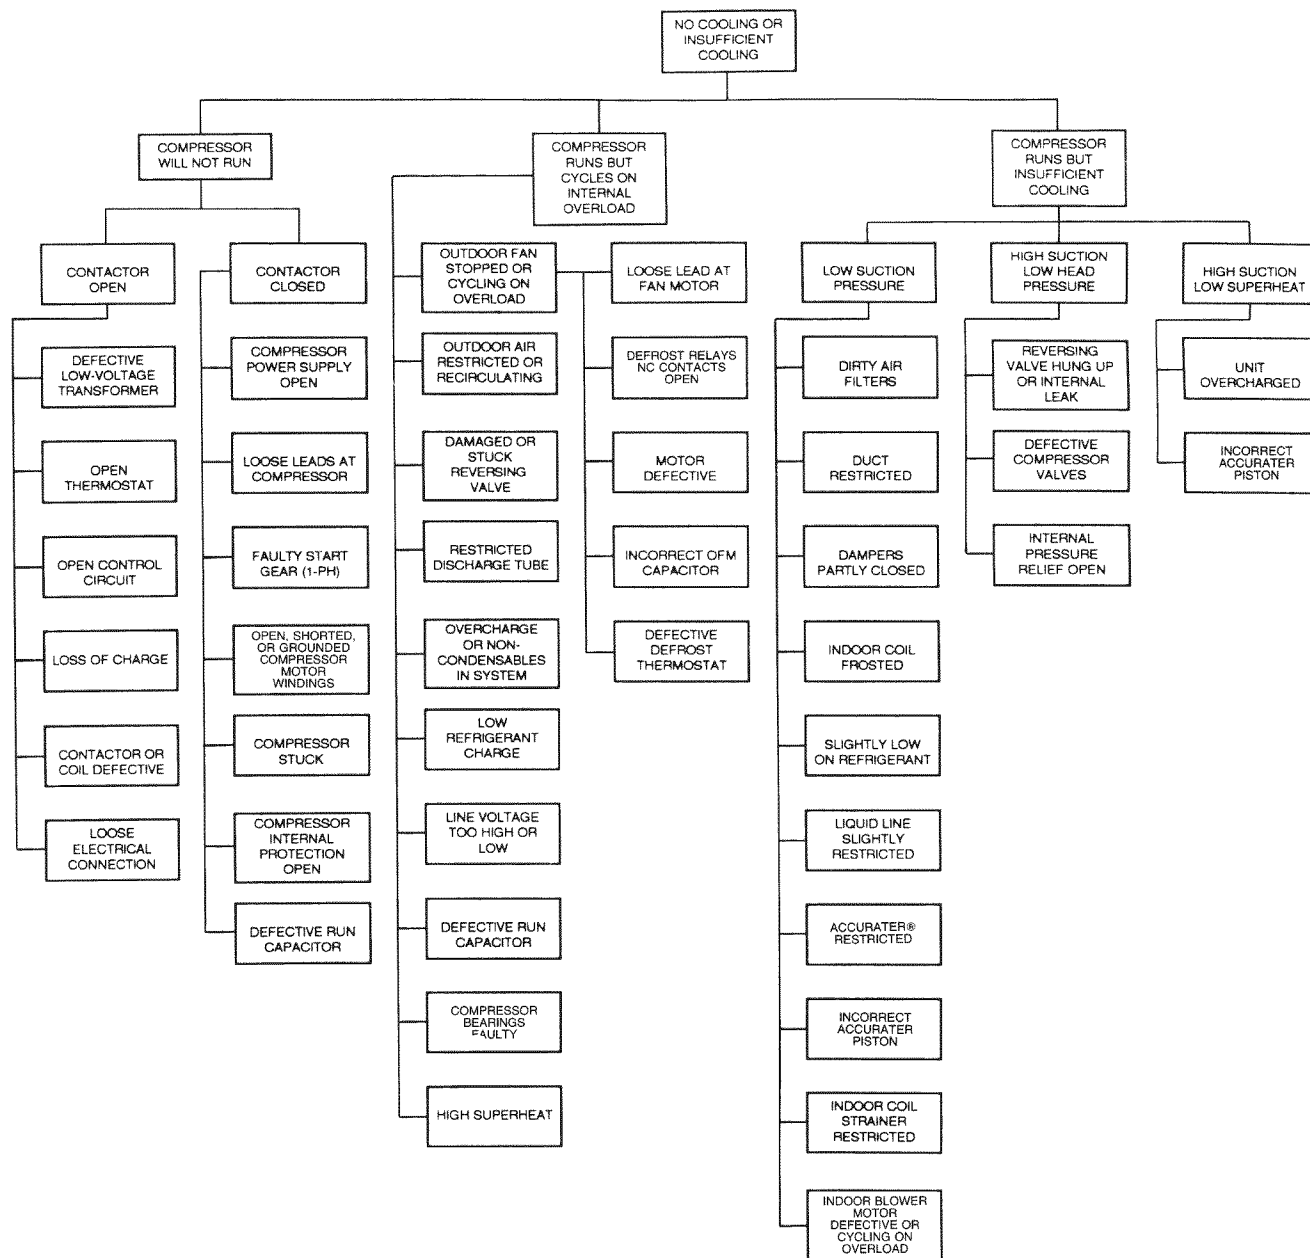 NO COOLING OR
INSUFFICIENT
COOLING
COMPRESSOR
WILL NOT RUN
COMPRESSOR
RUNS BUT
CYCLES ON
INTERNAL
OVERLOAD
COMPRESSOR
RUNS BUT
INSUFFICIENT
COOLING
CONTACTOR
OPEN
DEFECTIVE
LOW-VOLTAGE
TRANSFORMER
OPEN
THERMOSTAT
OPEN CONTROL
CIRCUIT
LOSS OF CHARGE
CONTACTOR OR
COIL DEFECTIVE
LOOSE
ELECTRICAL
CONNECTION
CONTACTOR
CLOSED
COMPRESSOR
POWER SUPPLY
OPEN
LOOSE LEADS AT
COMPRESSOR
FAULTY START
GEAR (1-PH)
OPEN, SHORTED,
OR GROUNDED
COMPRESSOR
MOTOR
WINDINGS
COMPRESSOR
STUCK
COMPRESSOR
INTERNAL
PROTECTION
OPEN
DEFECTIVE RUN
CAPACITOR
OUTDOOR FAN
STOPPED OR
CYCLING ON
OVERLOAD
OUTDOOR AIR
RESTRICTED OR
RECIRCULATING
DAMAGED OR
STUCK
REVERSING
VALVE
RESTRICTED
DISCHARGE TUBE
OVERCHARGE
OR NON-
CONDENSABLES
IN SYSTEM
LOW
REFRIGERANT
CHARGE
LINE VOLTAGE
TOO HIGH OR
LOW
DEFECTIVE RUN
CAPACITOR
COMPRESSOR
BEARINGS
FAULTY
HIGH SUPERHEAT
LOOSE LEAD AT
FAN MOTOR
DEFROST RELAYS
NC CONTACTS
OPEN
MOTOR
DEFECTIVE
INCORRECT OFM
CAPACITOR
DEFECTIVE
DEFROST
THERMOSTAT
LOW SUCTION
PRESSURE
DIRTY AIR
FILTERS
DUCT
RESTRICTED
DAMPERS
PARTLY CLOSED
INDOOR COIL
FROSTED
SLIGHTLY LOW
ON REFRIGERANT
LIQUID LINE
SLIGHTLY
RESTRICTED
ACCURATER®
RESTRICTED
INCORRECT
ACCURATER
PISTON
INDOOR COIL
STRAINER
RESTRICTED
INDOOR BLOWER
MOTOR
DEFECTIVE OR
CYCLING ON
OVERLOAD
HIGH SUCTION
LOW HEAD
PRESSURE
REVERSING
VALVE HUNG UP
OR INTERNAL
LEAK
DEFECTIVE
COMPRESSOR
VALVES
INTERNAL
PRESSURE
RELIEF OPEN
HIGH SUCTION
LOW SUPERHEAT
UNIT
OVERCHARGED
INCORRECT
ACCURATER
PISTON